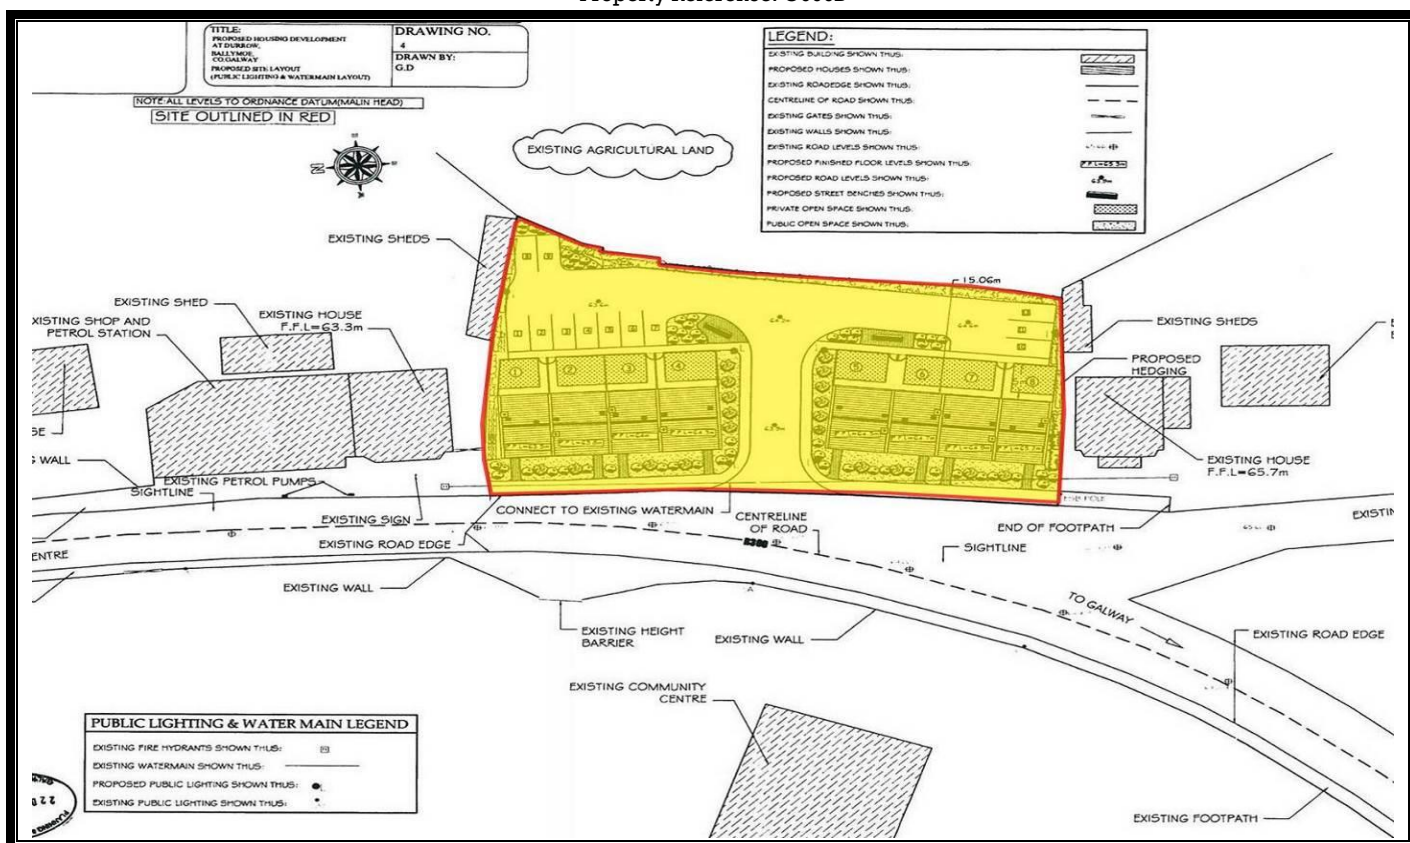 TITLE:
PROPOSED HOUSING DEVELOPMENT
AT DURROW,
BALLYMOE,
CO.GALWAY
PROPOSED SITE LAYOUT
(PUBLIC LIGHTING & WATERMAIN LAYOUT)
DRAWING NO.
4
DRAWN BY:
G.D
NOTE:ALL LEVELS TO ORDNANCE DATUM(MALIN HEAD)
SITE OUTLINED IN RED
EXISTING AGRICULTURAL LAND
LEGEND:
EXISTING BUILDING SHOWN THUS:
PROPOSED HOUSES SHOWN THUS:
EXISTING ROADEDGE SHOWN THUS:
CENTRELINE OF ROAD SHOWN THUS:
EXISTING GATES SHOWN THUS:
EXISTING WALLS SHOWN THUS:
EXISTING ROAD LEVELS SHOWN THUS:
PROPOSED FINISHED FLOOR LEVELS SHOWN THUS:
PROPOSED ROAD LEVELS SHOWN THUS:
PROPOSED STREET BENCHES SHOWN THUS:
PRIVATE OPEN SPACE SHOWN THUS.
PUBLIC OPEN SPACE SHOWN THUS:
EXISTING SHEDS
15.06m
EXISTING SHED
EXISTING HOUSE
F.F.L=63.3m
XISTING SHOP AND
PETROL STATION
EXISTING SHEDS
PROPOSED
HEDGING
1 2 3 4 5 6 7 8
EXISTING HOUSE
F.F.L=65.7m
WALL
EXISTING PETROL PUMPS
SIGHTLINE
EXISTING SIGN
CONNECT TO EXISTING WATERMAIN
CENTRELINE
OF ROAD
END OF FOOTPATH
EXISTIN
ENTRE
EXISTING ROAD EDGE
SIGHTLINE
EXISTING WALL
TO GALWAY
EXISTING HEIGHT
BARRIER
EXISTING WALL
EXISTING ROAD EDGE
EXISTING COMMUNITY
CENTRE
PUBLIC LIGHTING & WATER MAIN LEGEND
EXISTING FIRE HYDRANTS SHOWN THUS:
EXISTING WATERMAIN SHOWN THUS:
PROPOSED PUBLIC LIGHTING SHOWN THUS:
EXISTING PUBLIC LIGHTING SHOWN THUS:
EXISTING FOOTPATH